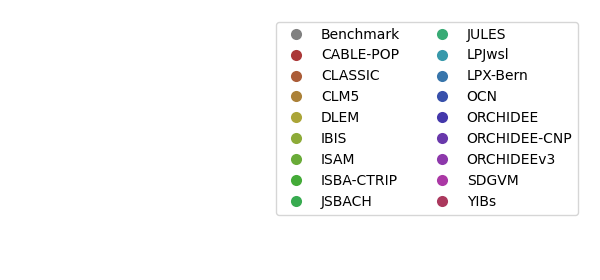 Benchmark
CABLE-POP
CLASSIC
CLM5
DLEM
IBIS
ISAM
ISBA-CTRIP
JSBACH
JULES
LPJwsl
LPX-Bern
OCN
ORCHIDEE
ORCHIDEE-CNP
ORCHIDEEv3
SDGVM
YIBs